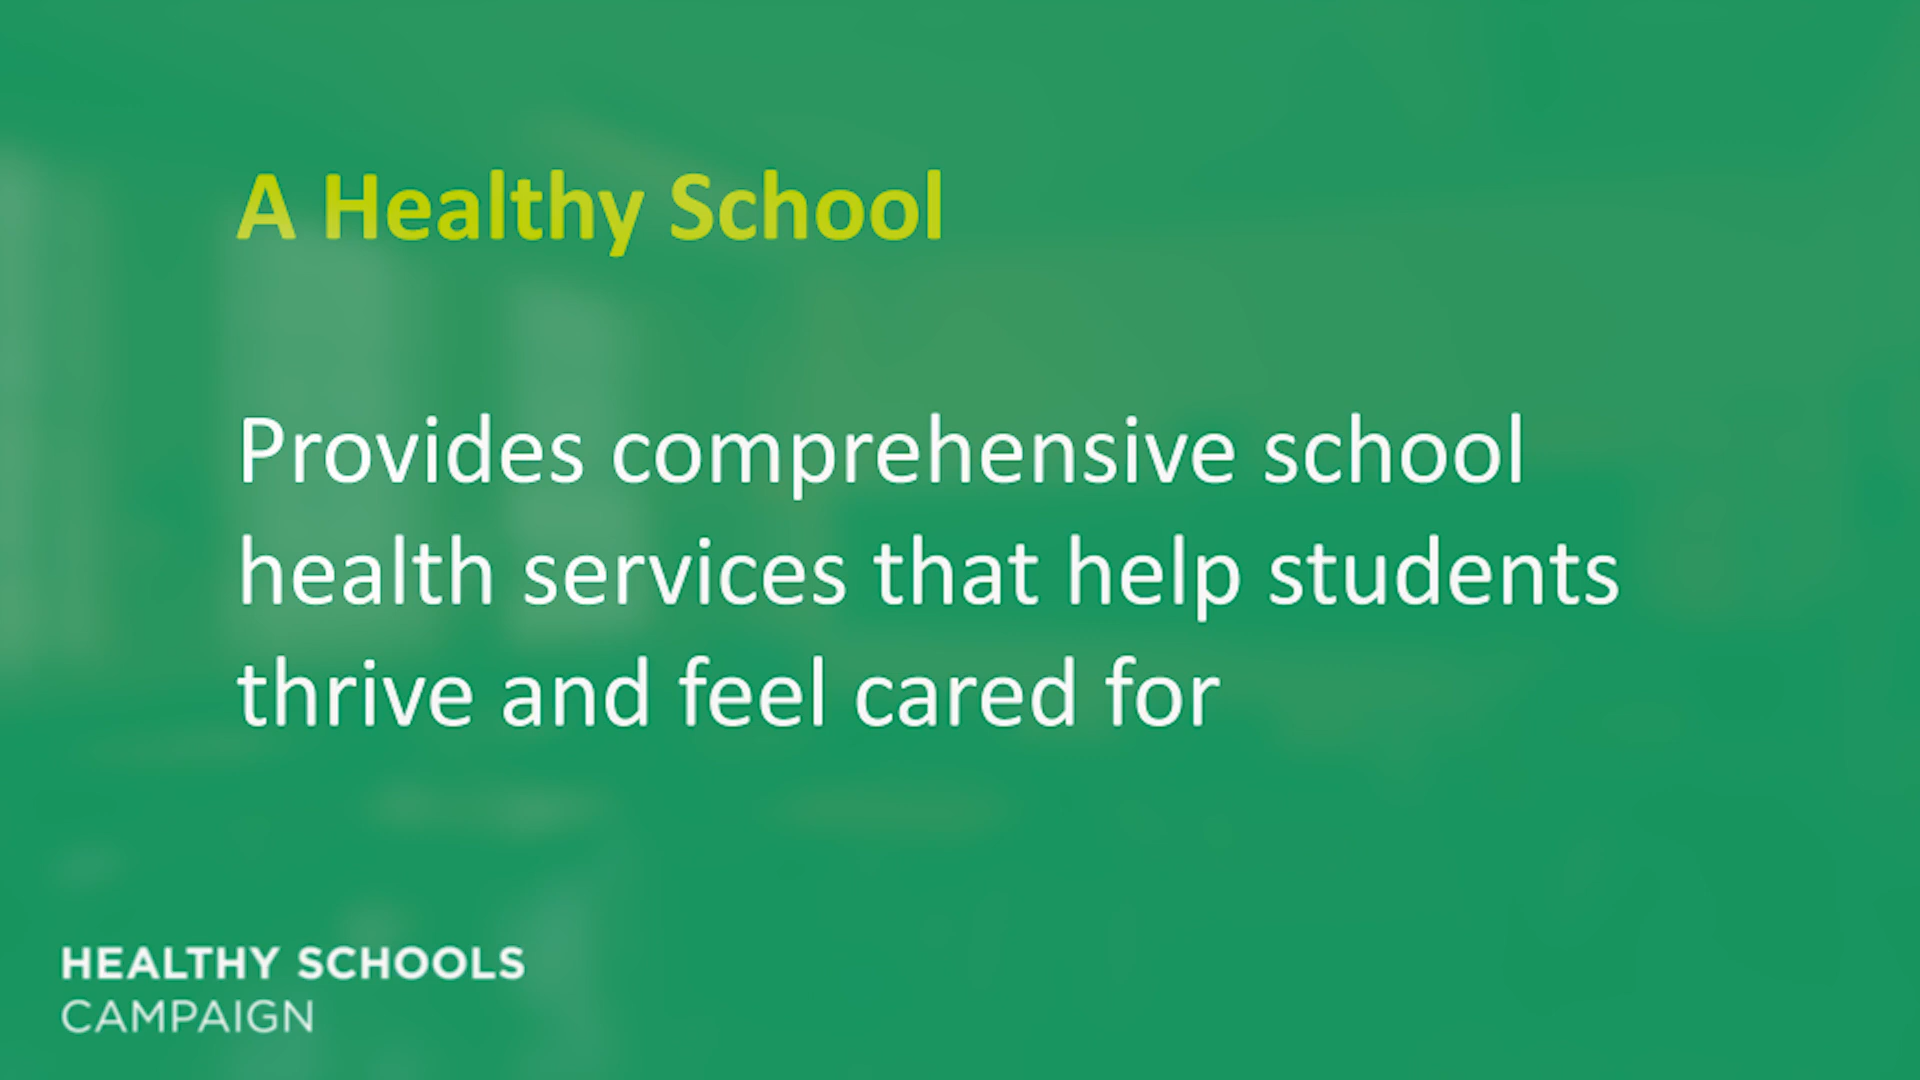 A Healthy School
Provides comprehensive school
health services that help students
thrive and feel cared for
HEALTHY SCHOOLS
CAMPAIGN